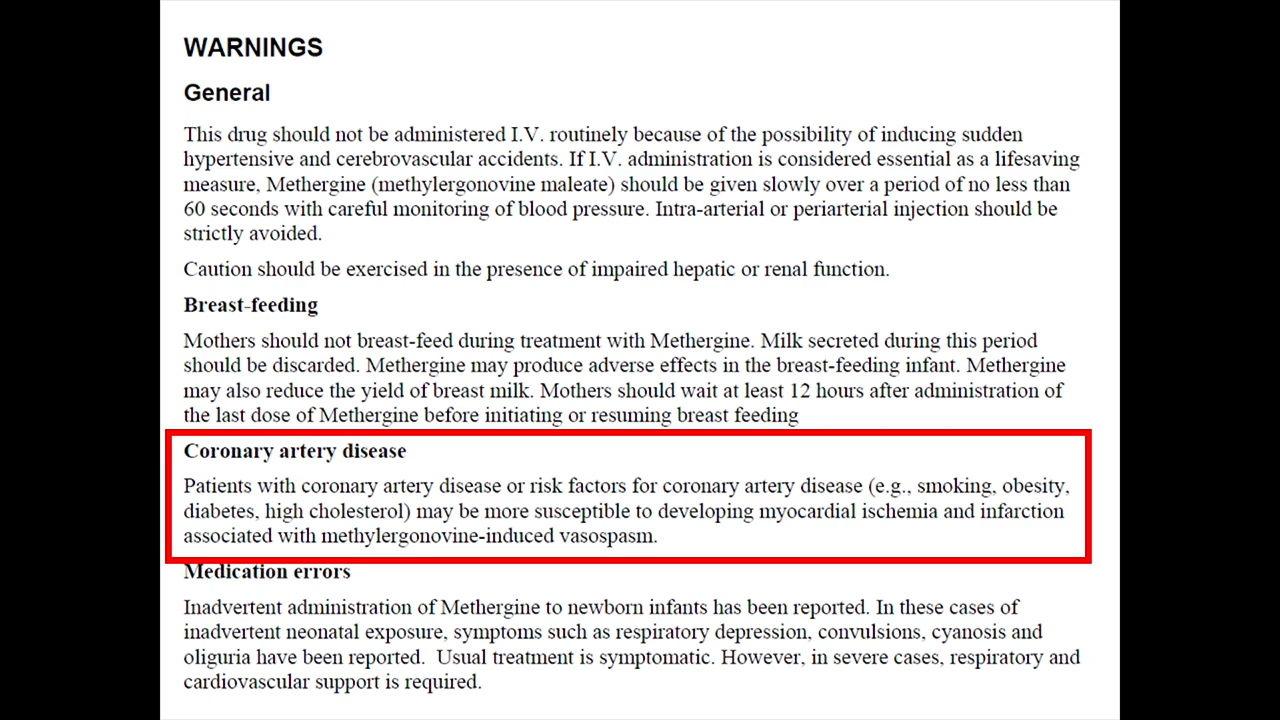 WARNINGS
General
This drug should not be administered I.V. routinely because of the possibility of inducing sudden
hypertensive and cerebrovascular accidents. If I.V. administration is considered essential as a lifesaving
measure, Methergine (methylergonovine maleate) should be given slowly over a period of no less than
60 seconds with careful monitoring of blood pressure. Intra-arterial or periarterial injection should be
strictly avoided.
Caution should be exercised in the presence of impaired hepatic or renal function.
Breast-feeding
Mothers should not breast-feed during treatment with Methergine. Milk secreted during this period
should be discarded. Methergine may produce adverse effects in the breast-feeding infant. Methergine
may also reduce the yield of breast milk. Mothers should wait at least 12 hours after administration of
the last dose of Methergine before initiating or resuming breast feeding
Coronary artery disease
Patients with coronary artery disease or risk factors for coronary artery disease (e.g., smoking, obesity,
diabetes, high cholesterol) may be more susceptible to developing myocardial ischemia and infarction
associated with methylergonovine-induced vasospasm.
Medication errors
Inadvertent administration of Methergine to newborn infants has been reported. In these cases of
inadvertent neonatal exposure, symptoms such as respiratory depression, convulsions, cyanosis and
oliguria have been reported.  Usual treatment is symptomatic. However, in severe cases, respiratory and
cardiovascular support is required.